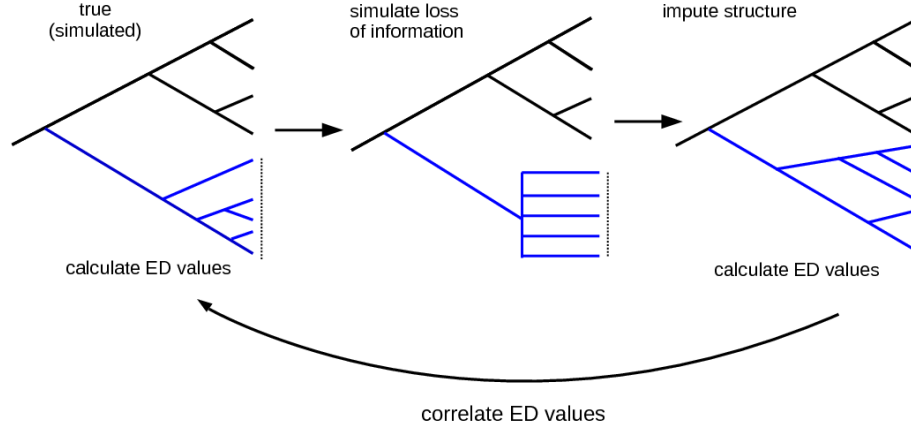 true
(simulated)
simulate loss
of information
impute structure
calculate ED values
calculate ED values
correlate ED values